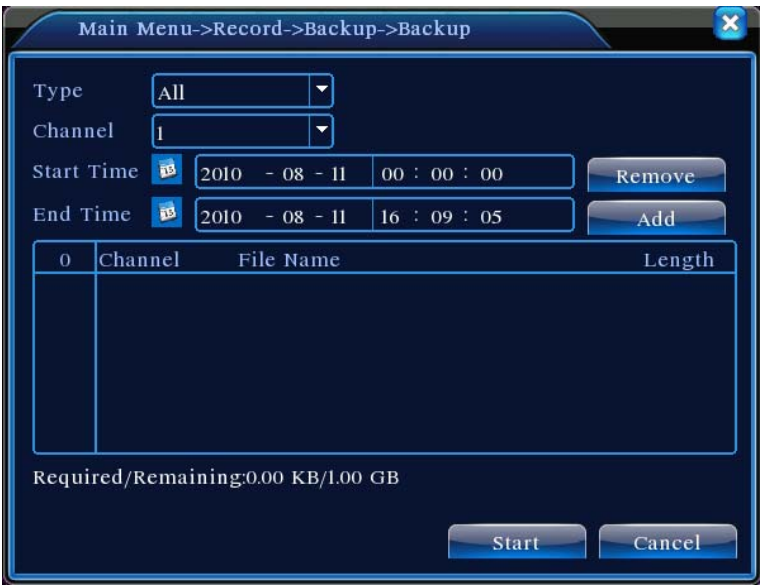 Main Menu->Record->Backup->Backup
Type All
Channel 1
Start Time 13 2010 - 08 - 11 00 : 00 : 00 Remove
End Time 13 2010 - 08 - 11 16 : 09 : 05 Add
0 Channel File Name Length
Required/Remaining:0.00 KB/1.00 GB
Start Cancel